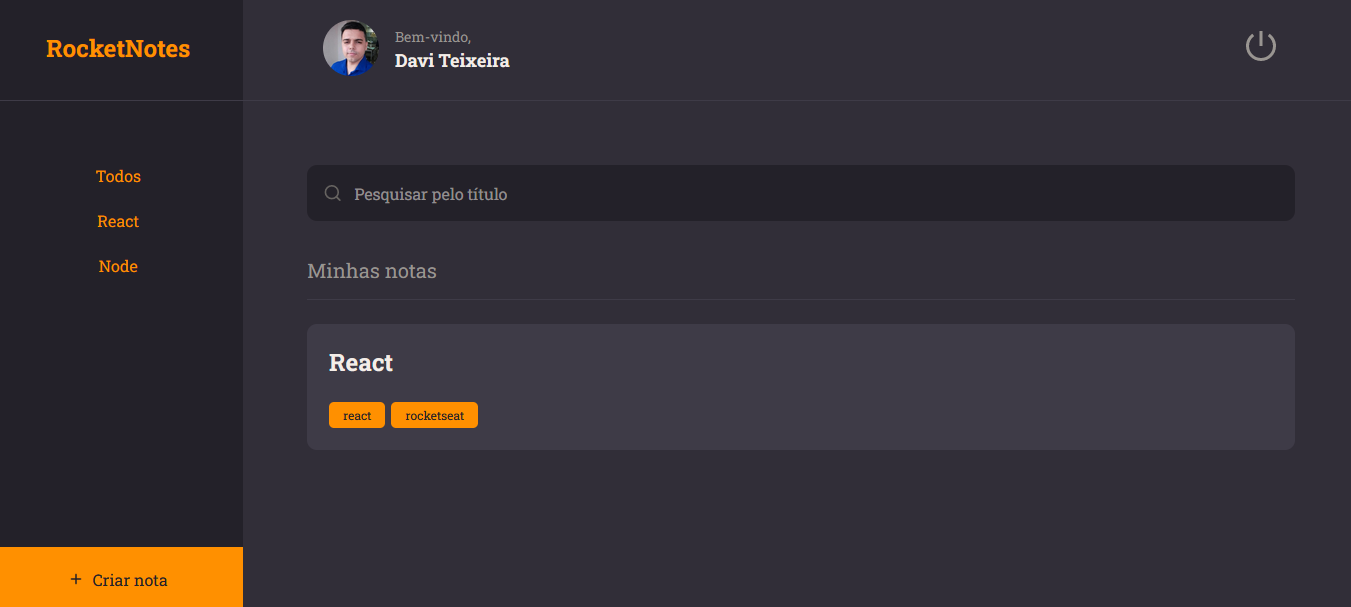 RocketNotes
Bem-vindo,
Davi Teixeira
Todos
React
Node
Pesquisar pelo título
Minhas notas
React
react rocketseat
+ Criar nota